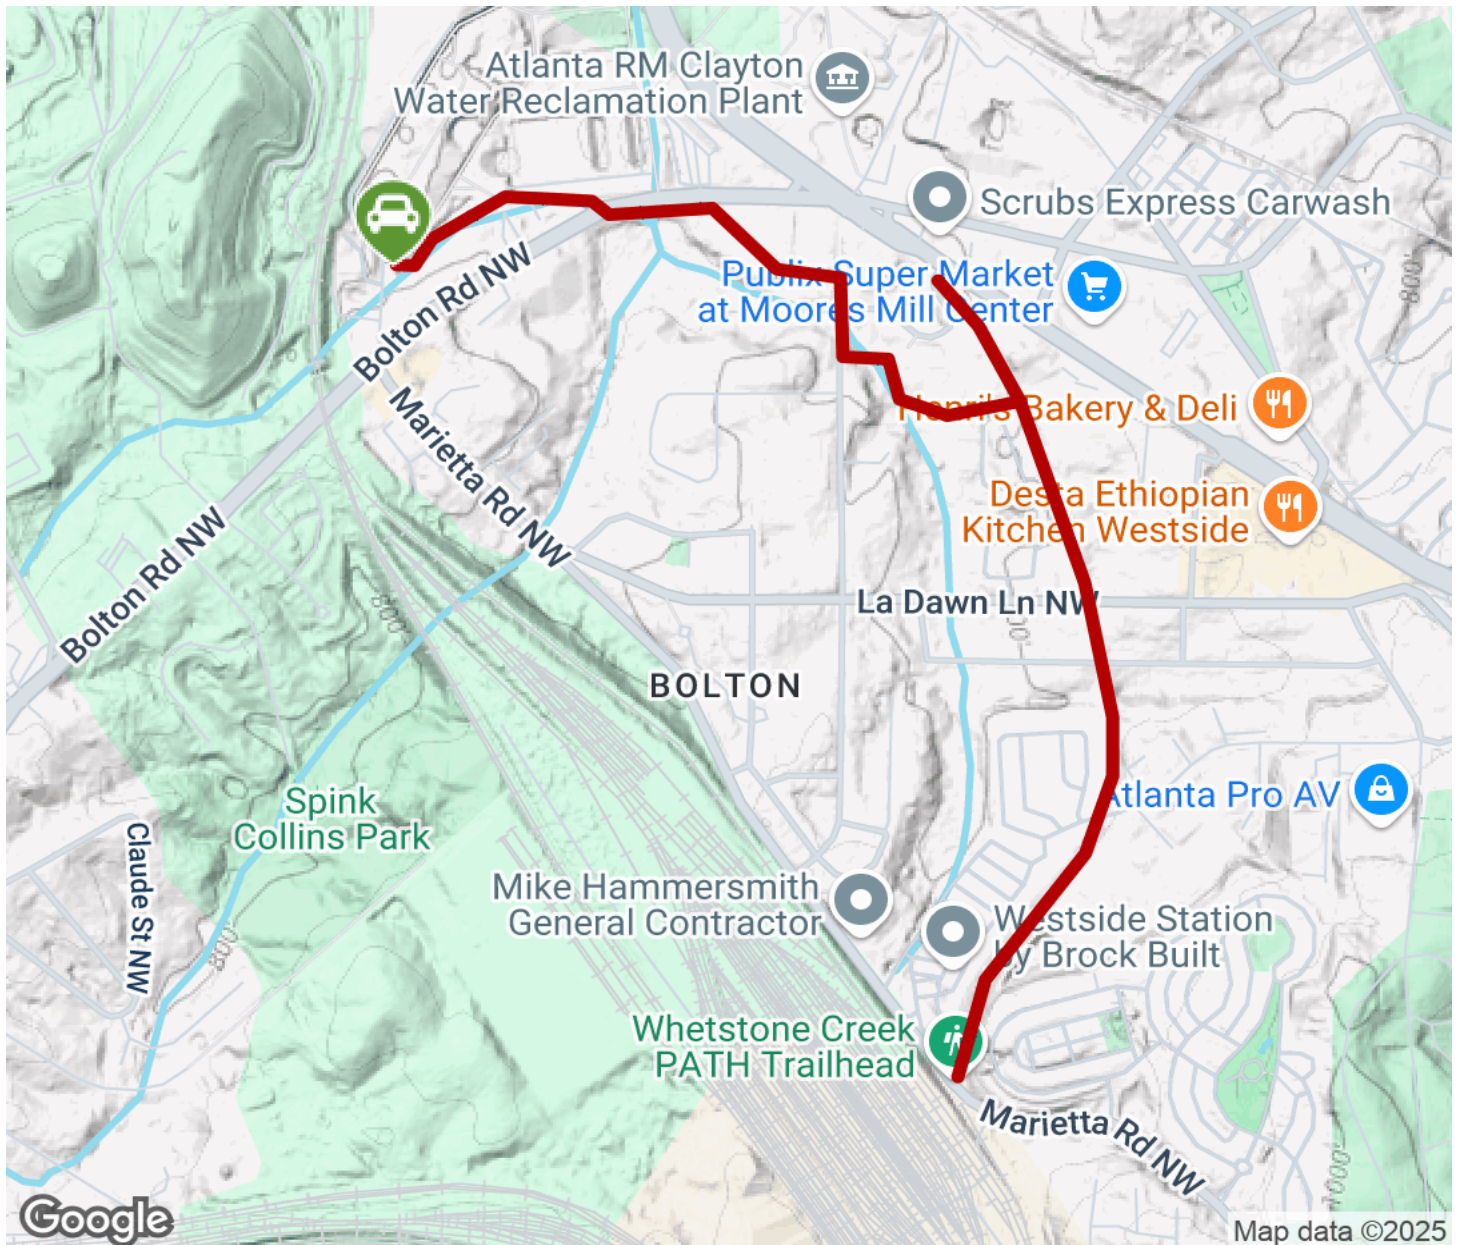 Atlanta RM Clayton
Water Reclamation Plant
Scrubs Express Carwash
Publix Super Market
at Moores Mill Center
800'
Bolton Rd NW
Henri's Bakery & Deli
Marietta Rd NW
Desta Ethiopian
Kitchen Westside
Bolton Rd NW
800'
La Dawn Ln NW
BOLTON
Spink
Collins Park
Atlanta Pro AV
Claude St NW
800'
Mike Hammersmith
General Contractor
Westside Station
by Brock Built
Whetstone Creek
PATH Trailhead
Marietta Rd NW
1000'
Google
Map data ©2025